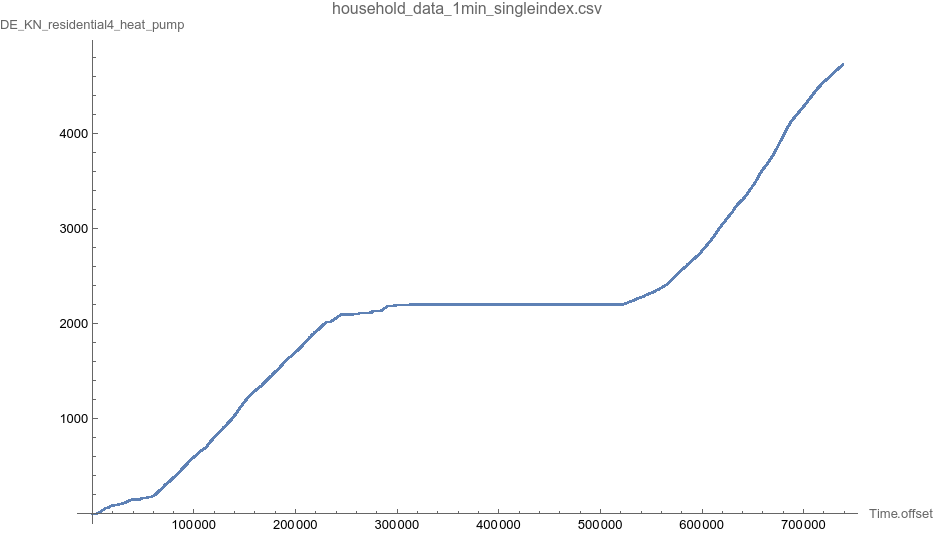 household_data_1min_singleindex.csv
DE_KN_residential4_heat_pump
4000
3000
2000
1000
100000 200000 300000 400000 500000 600000 700000
Time.offset